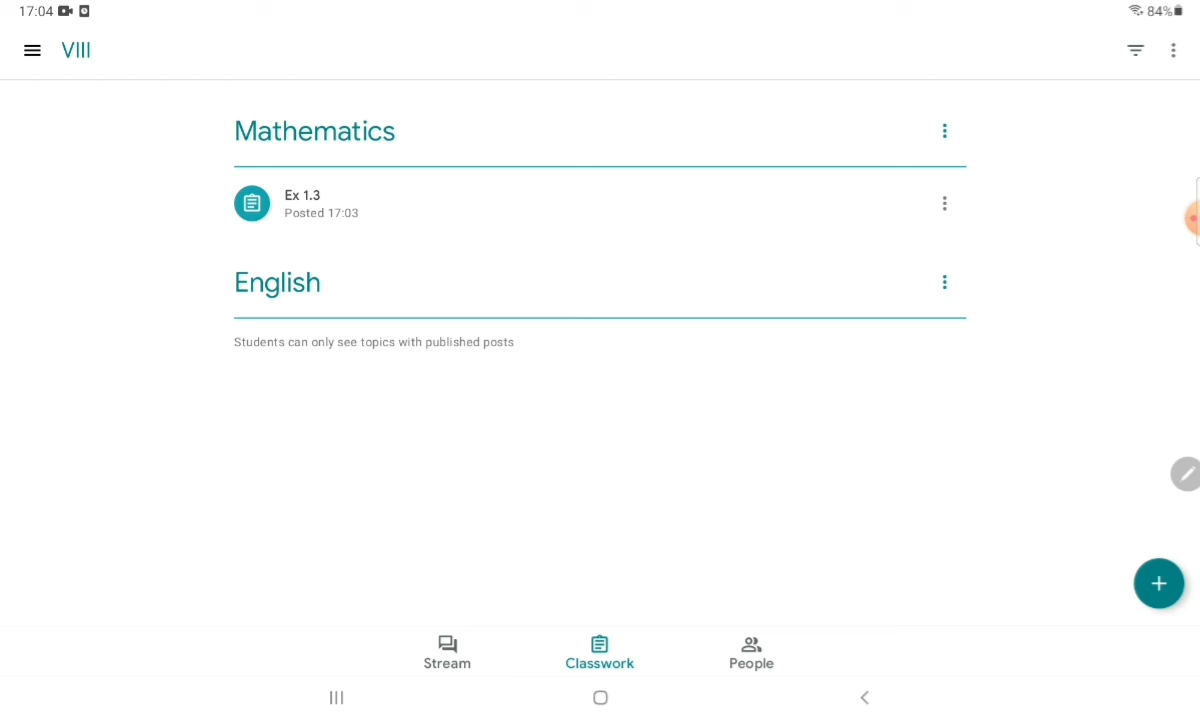 17:04
84%
VIII
Mathematics
Ex 1.3
Posted 17:03
English
Students can only see topics with published posts
Stream
Classwork
People